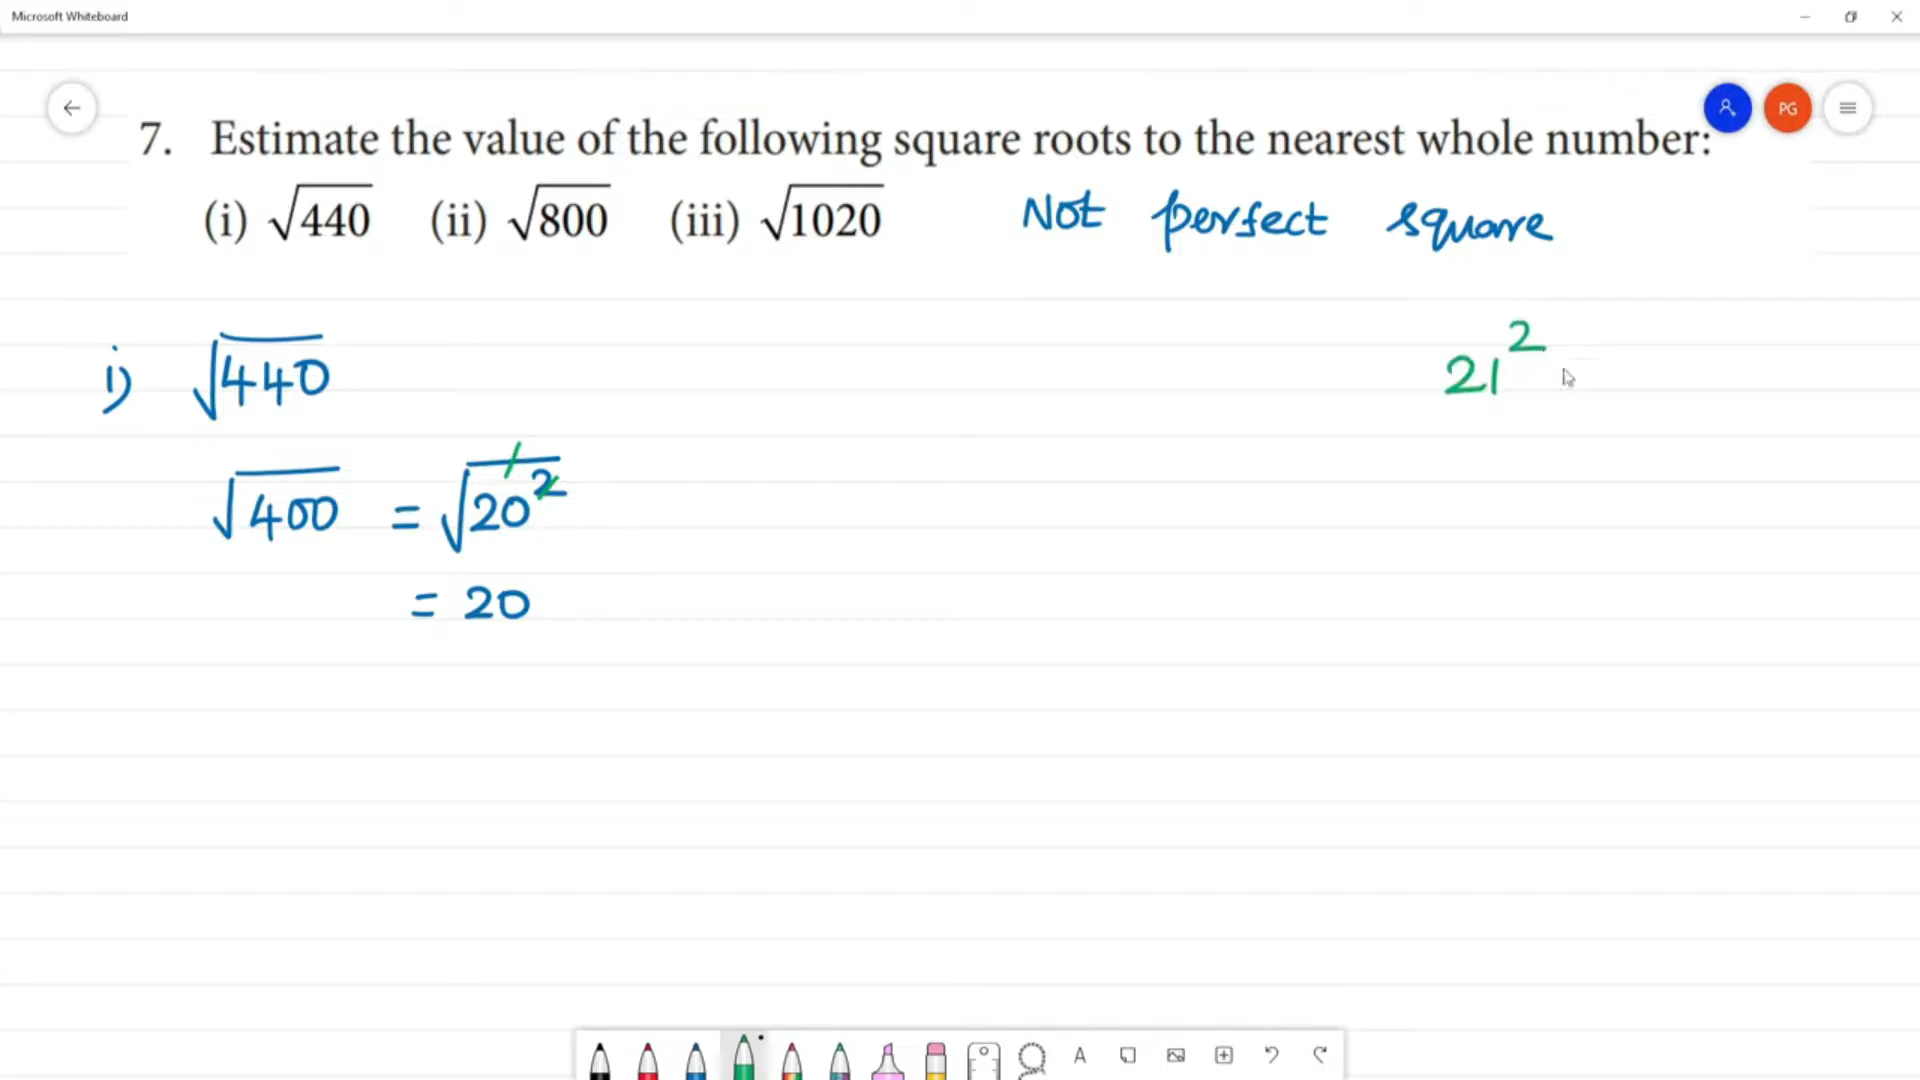 Microsoft Whiteboard
PG
7. Estimate the value of the following square roots to the nearest whole number:
(i) √440 (ii) √800 (iii) √1020 Not perfect square
i) √440
21²
√400 = √20²
= 20
A